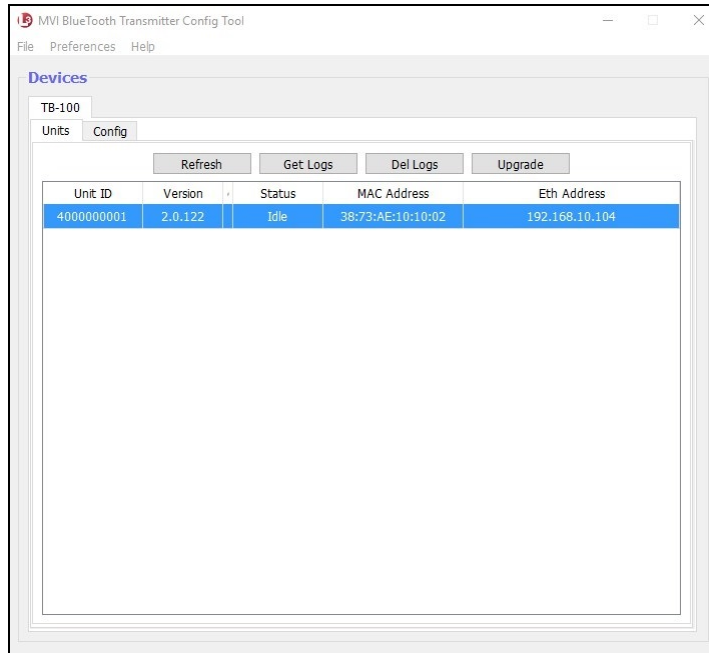 MVI BlueTooth Transmitter Config Tool
File Preferences Help
Devices
TB-100
Units Config
Refresh Get Logs Del Logs Upgrade
Unit ID Version Status MAC Address Eth Address
4000000001 2.0.122 Idle 38:73:AE:10:10:02 192.168.10.104